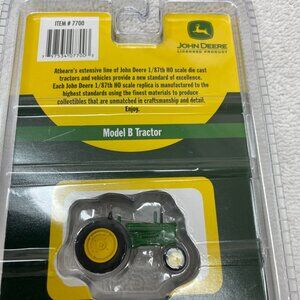 ITEM # 7700
JOHN DEERE
LICENSED PRODUCT
Athearn's extensive line of John Deere 1/87th HO scale die cast
tractors and vehicles provide a new standard of excellence.
Each John Deere 1/87th HO scale replica is manufactured to the
highest standards using the finest materials to produce
collectibles that are unmatched in craftsmanship and detail.
Enjoy.
Model B Tractor